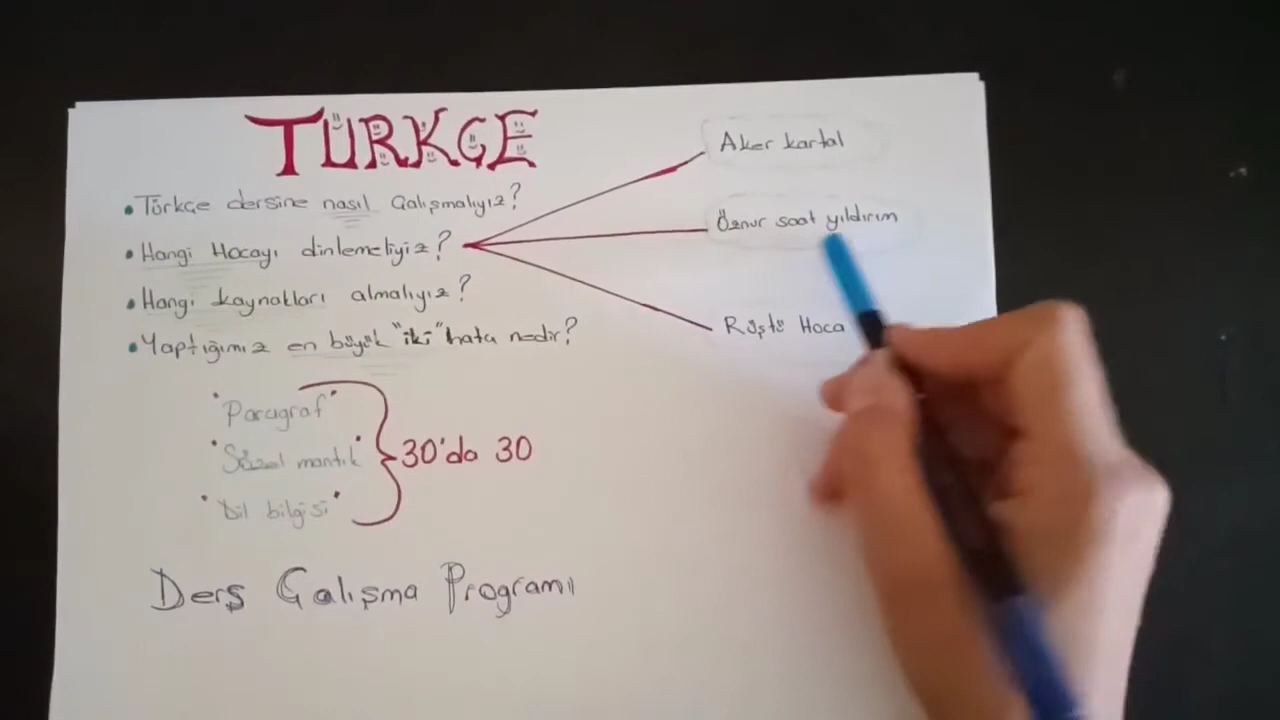 TÜRKÇE
• Türkçe dersine nasıl Çalışmalıyız?
• Hangi Hocayı dinlemeliyiz?
• Hangi kaynakları almalıyız?
• Yaptığımız en büyük "iki" hata nedir?
"Paragraf"
"Sözel mantık"
"Dil bilgisi"
30'da 30
Ders Çalışma Programı
Aker kartal
Öznur saat yıldırım
Rüştü Hoca